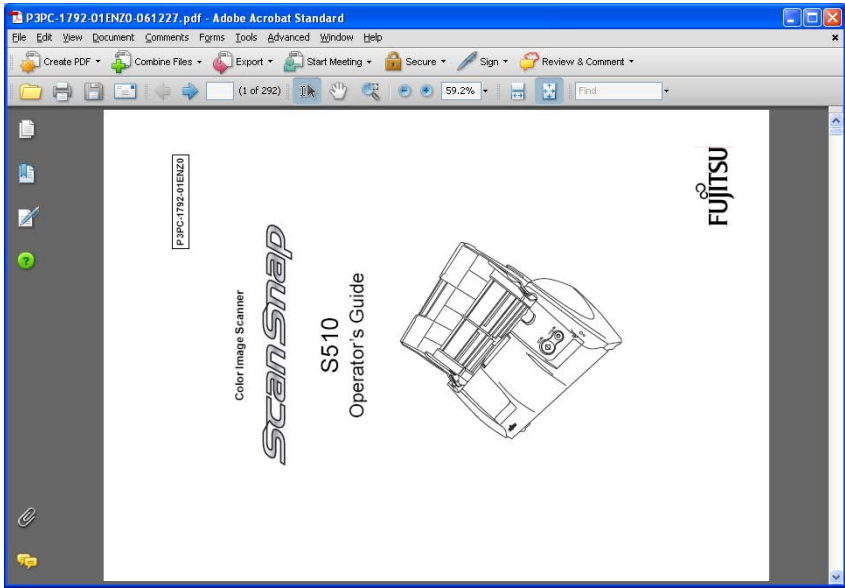 P3PC-1792-01ENZ0-061227.pdf - Adobe Acrobat Standard
File Edit View Document Comments Forms Tools Advanced Window Help
Create PDF Combine Files Export Start Meeting Secure Sign Review & Comment
(1 of 292) 59.2% Find
P3PC-1792-01ENZ0
Color Image Scanner
ScanSnap
S510
Operator's Guide
FUJITSU